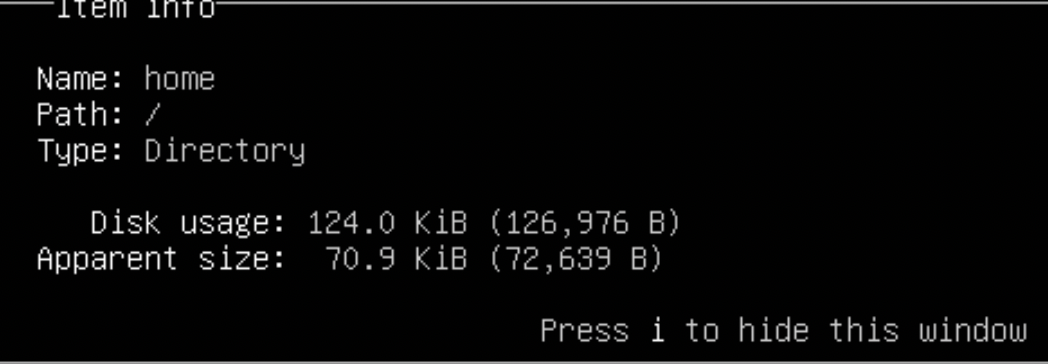 Item info
Name: home
Path: /
Type: Directory
Disk usage: 124.0 KiB (126,976 B)
Apparent size: 70.9 KiB (72,639 B)
Press i to hide this window